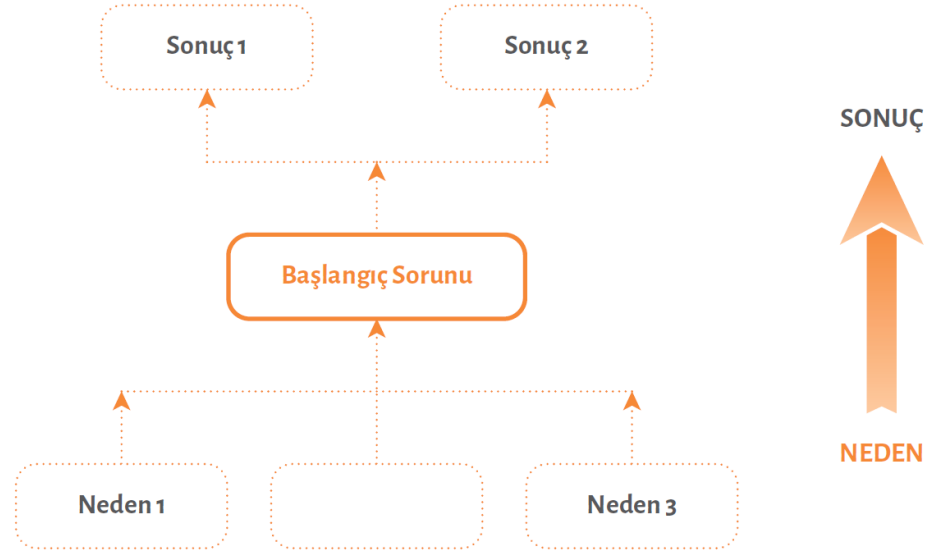 Sonuç 1
Sonuç 2
SONUÇ
Başlangıç Sorunu
NEDEN
Neden 1
Neden 3